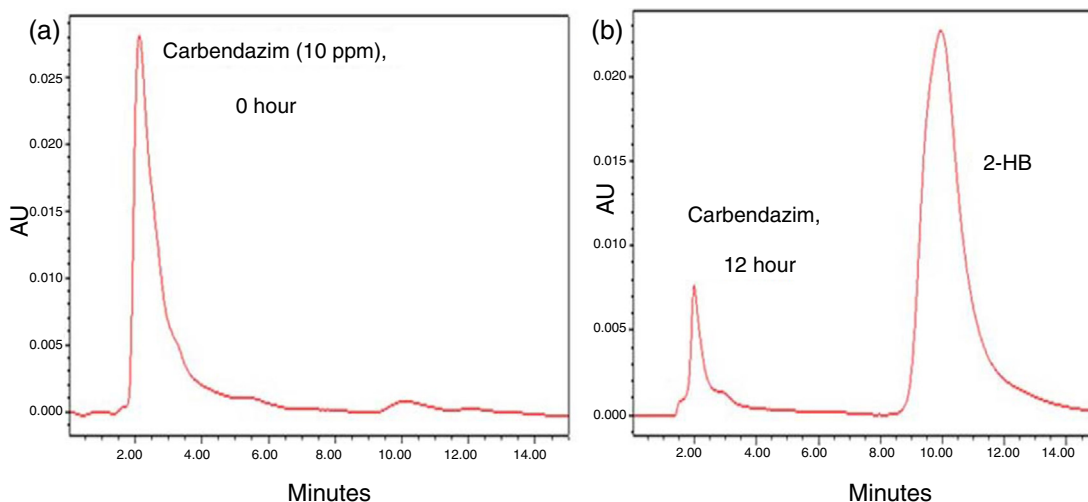 (a)
Carbendazim (10 ppm),
0 hour
AU
0.025
0.020
0.015
0.010
0.005
0.000
2.00 4.00 6.00 8.00 10.00 12.00 14.00
Minutes
(b)
2-HB
Carbendazim,
12 hour
AU
0.020
0.015
0.010
0.005
0.000
2.00 4.00 6.00 8.00 10.00 12.00 14.00
Minutes